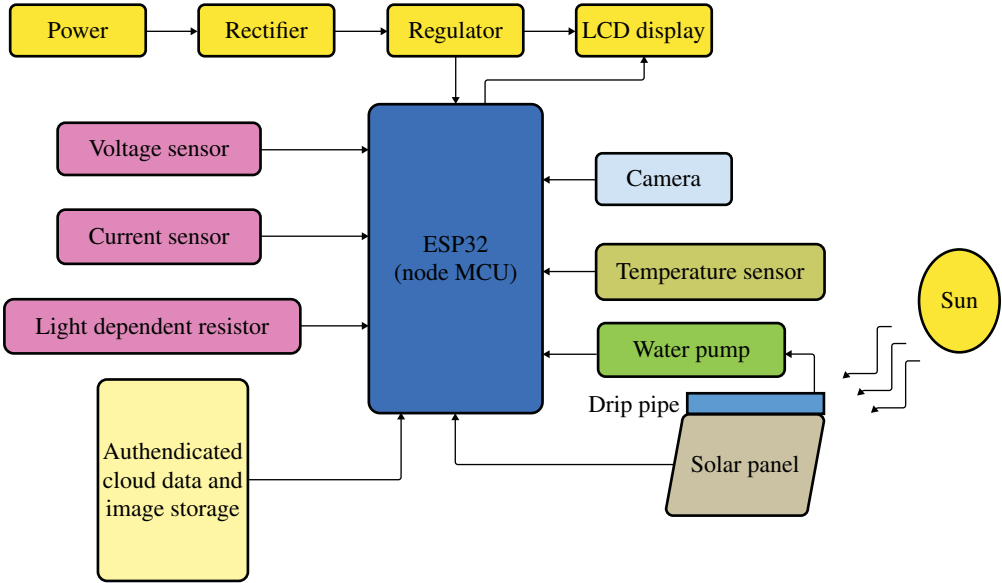 Power
Rectifier
Regulator
LCD display
Voltage sensor
Camera
Current sensor
ESP32
(node MCU)
Temperature sensor
Sun
Light dependent resistor
Water pump
Drip pipe
Authendicated
cloud data and
image storage
Solar panel